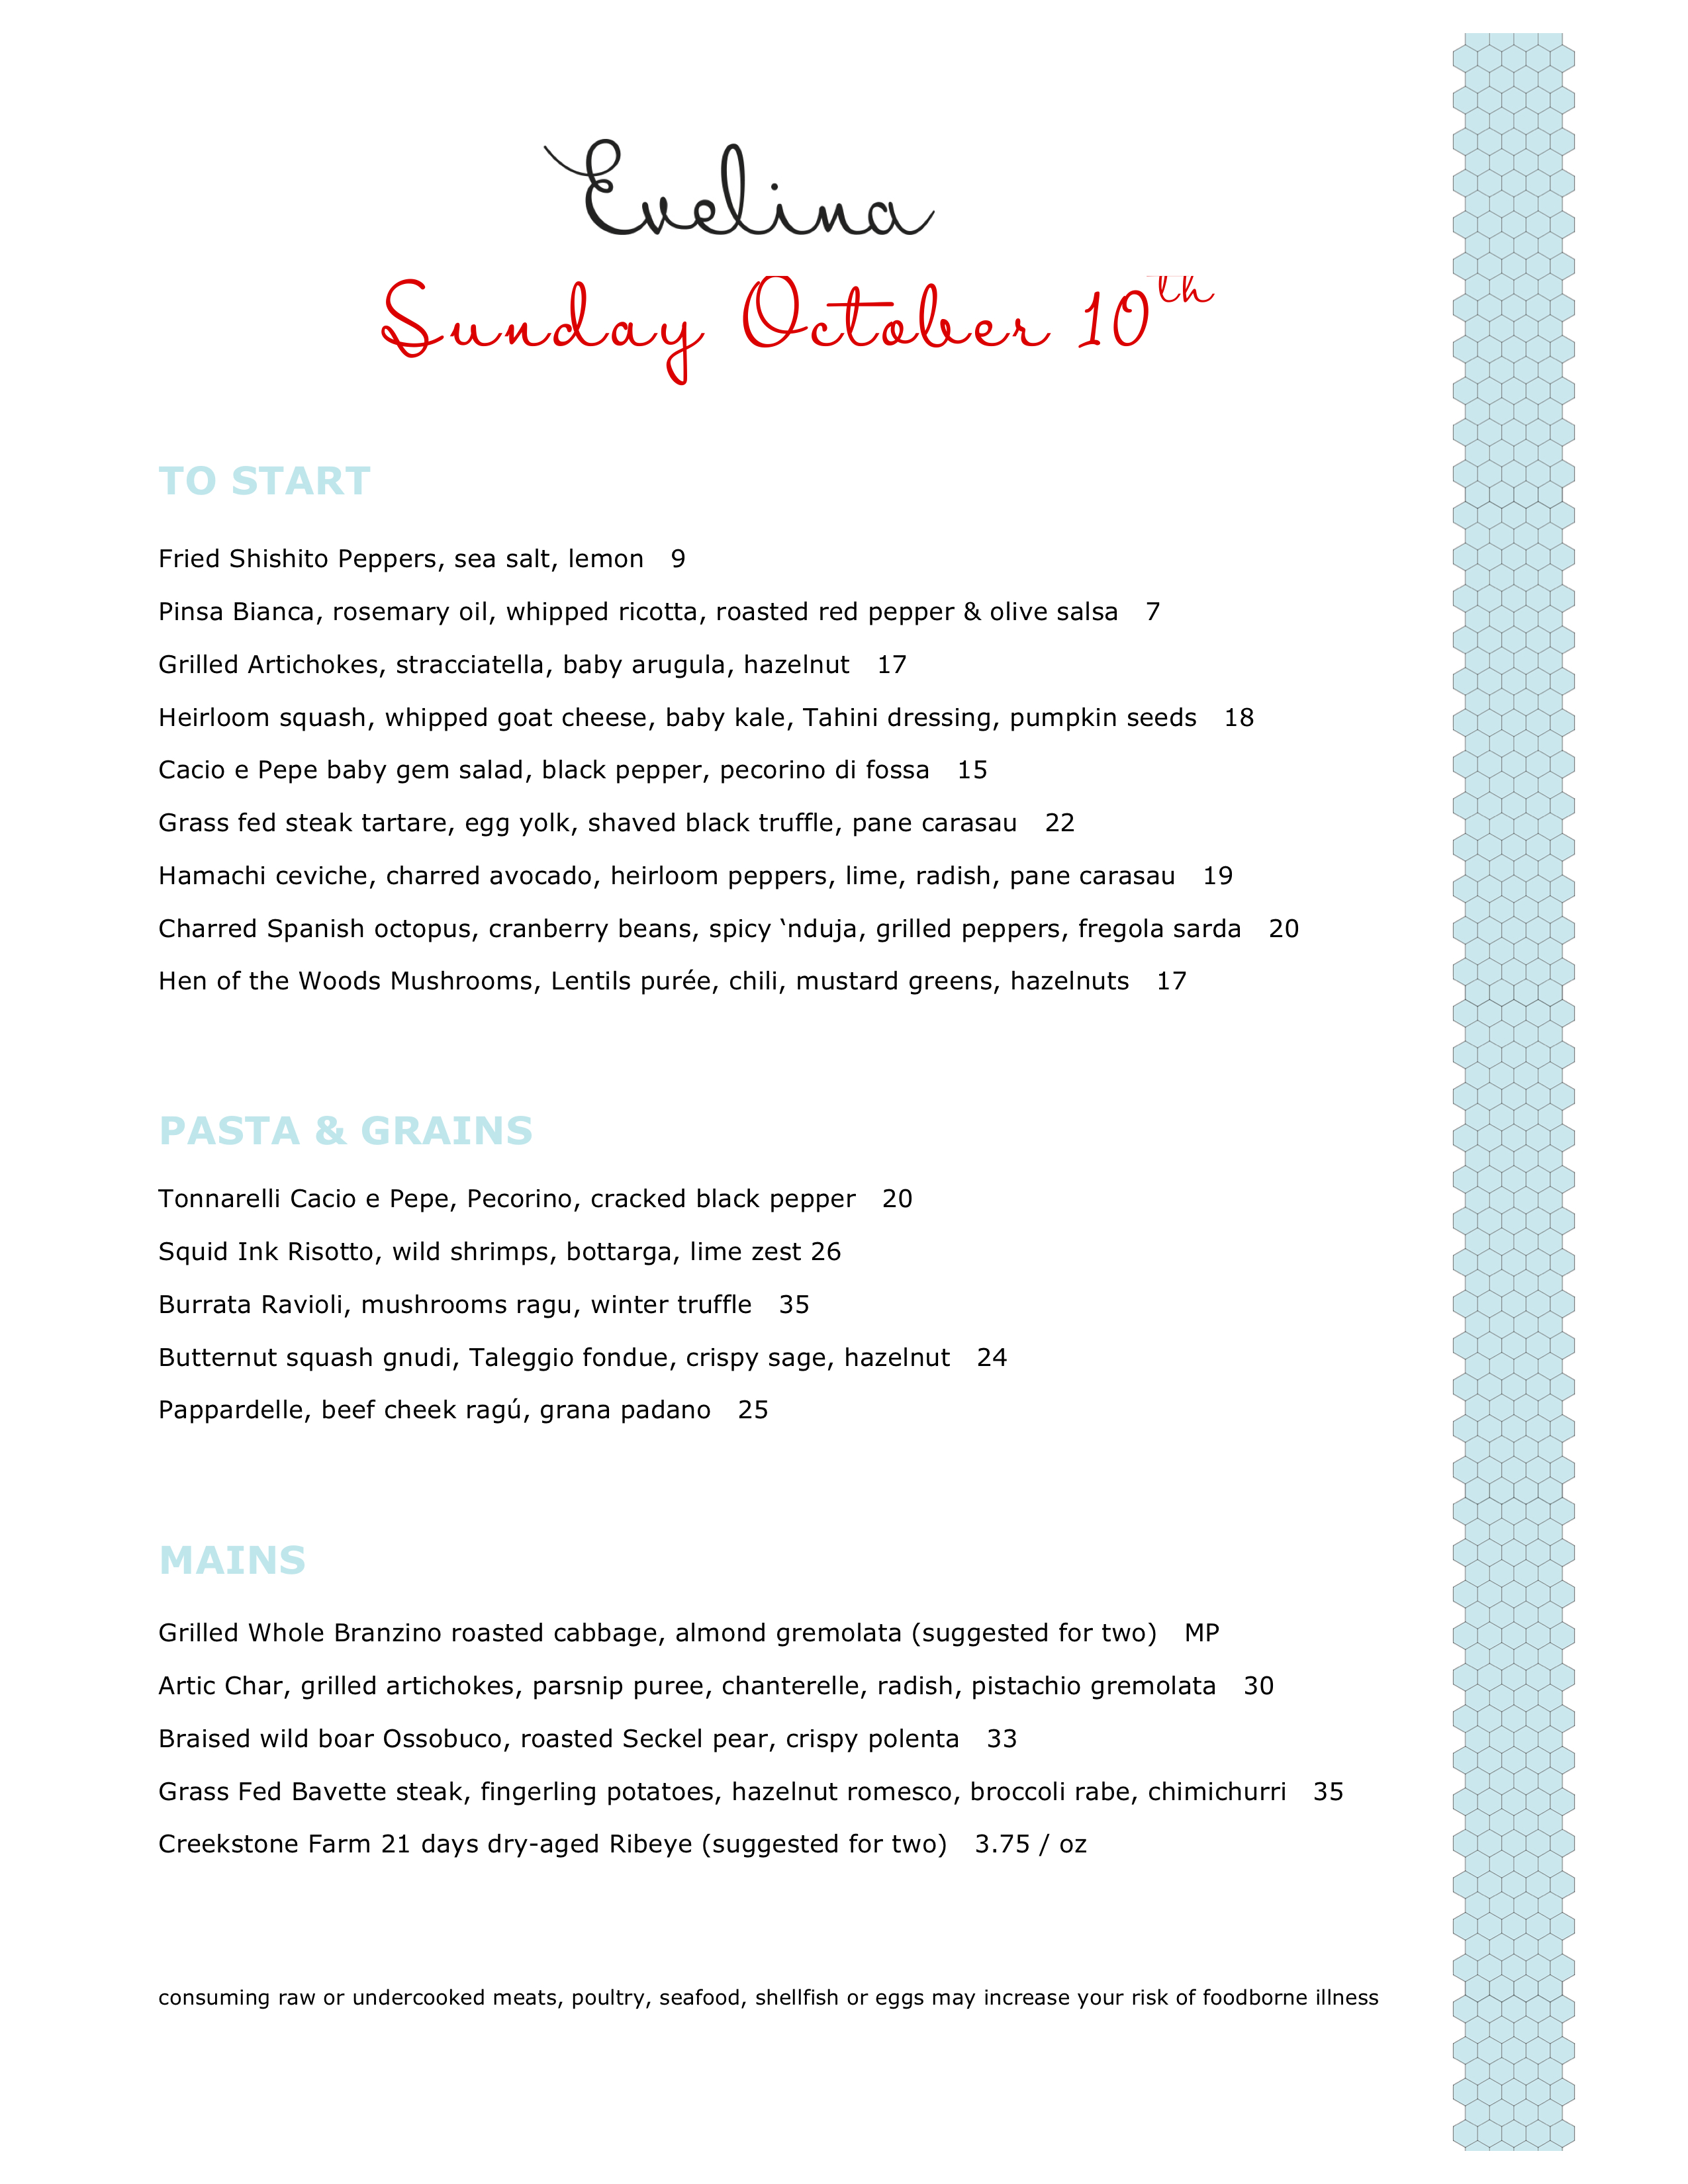 Evelina
Sunday October 10th
TO START
Fried Shishito Peppers, sea salt, lemon 9
Pinsa Bianca, rosemary oil, whipped ricotta, roasted red pepper & olive salsa 7
Grilled Artichokes, stracciatella, baby arugula, hazelnut 17
Heirloom squash, whipped goat cheese, baby kale, Tahini dressing, pumpkin seeds 18
Cacio e Pepe baby gem salad, black pepper, pecorino di fossa 15
Grass fed steak tartare, egg yolk, shaved black truffle, pane carasau 22
Hamachi ceviche, charred avocado, heirloom peppers, lime, radish, pane carasau 19
Charred Spanish octopus, cranberry beans, spicy ‘nduja, grilled peppers, fregola sarda 20
Hen of the Woods Mushrooms, Lentils purée, chili, mustard greens, hazelnuts 17
PASTA & GRAINS
Tonnarelli Cacio e Pepe, Pecorino, cracked black pepper 20
Squid Ink Risotto, wild shrimps, bottarga, lime zest 26
Burrata Ravioli, mushrooms ragu, winter truffle 35
Butternut squash gnudi, Taleggio fondue, crispy sage, hazelnut 24
Pappardelle, beef cheek ragú, grana padano 25
MAINS
Grilled Whole Branzino roasted cabbage, almond gremolata (suggested for two) MP
Artic Char, grilled artichokes, parsnip puree, chanterelle, radish, pistachio gremolata 30
Braised wild boar Ossobuco, roasted Seckel pear, crispy polenta 33
Grass Fed Bavette steak, fingerling potatoes, hazelnut romesco, broccoli rabe, chimichurri 35
Creekstone Farm 21 days dry-aged Ribeye (suggested for two) 3.75 / oz
consuming raw or undercooked meats, poultry, seafood, shellfish or eggs may increase your risk of foodborne illness